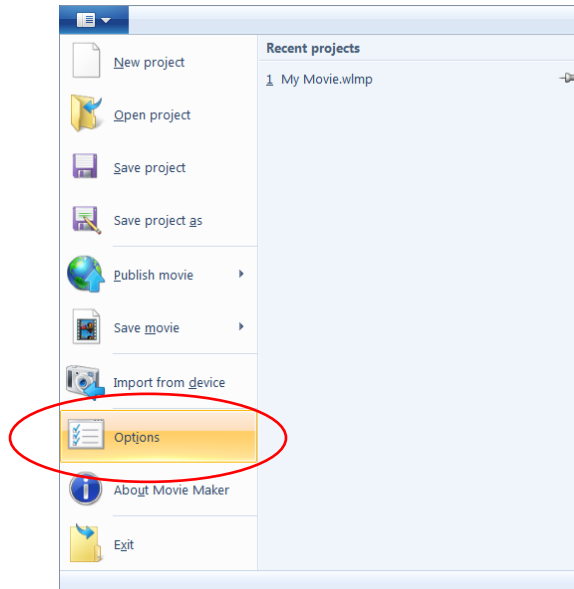 New project
Open project
Save project
Save project as
Publish movie
Save movie
Import from device
Options
About Movie Maker
Exit
Recent projects
1 My Movie.wlmp